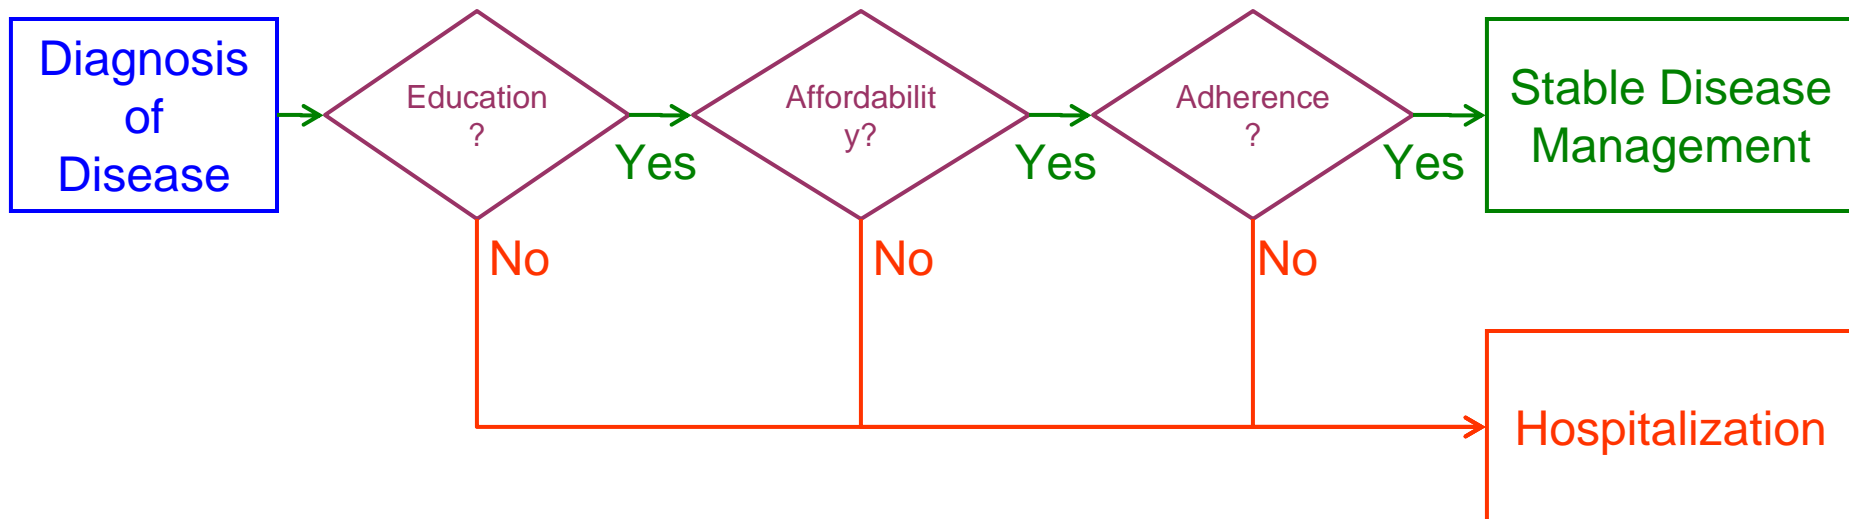 Diagnosis
of
Disease
Education
?
Yes
Affordabilit
y?
Yes
Adherence
?
Yes
Stable Disease
Management
No
No
No
Hospitalization